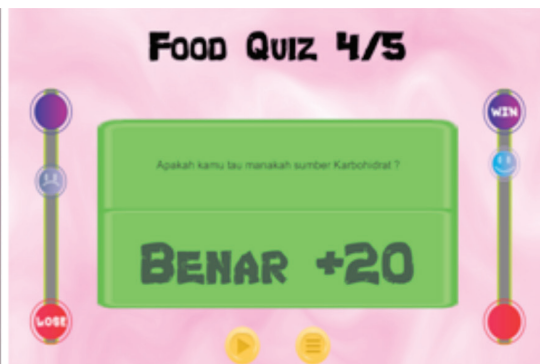 FOOD QUIZ 4/5
WIN
Apakah kamu tau manakah sumber Karbohidrat ?
BENAR +20
LOSE